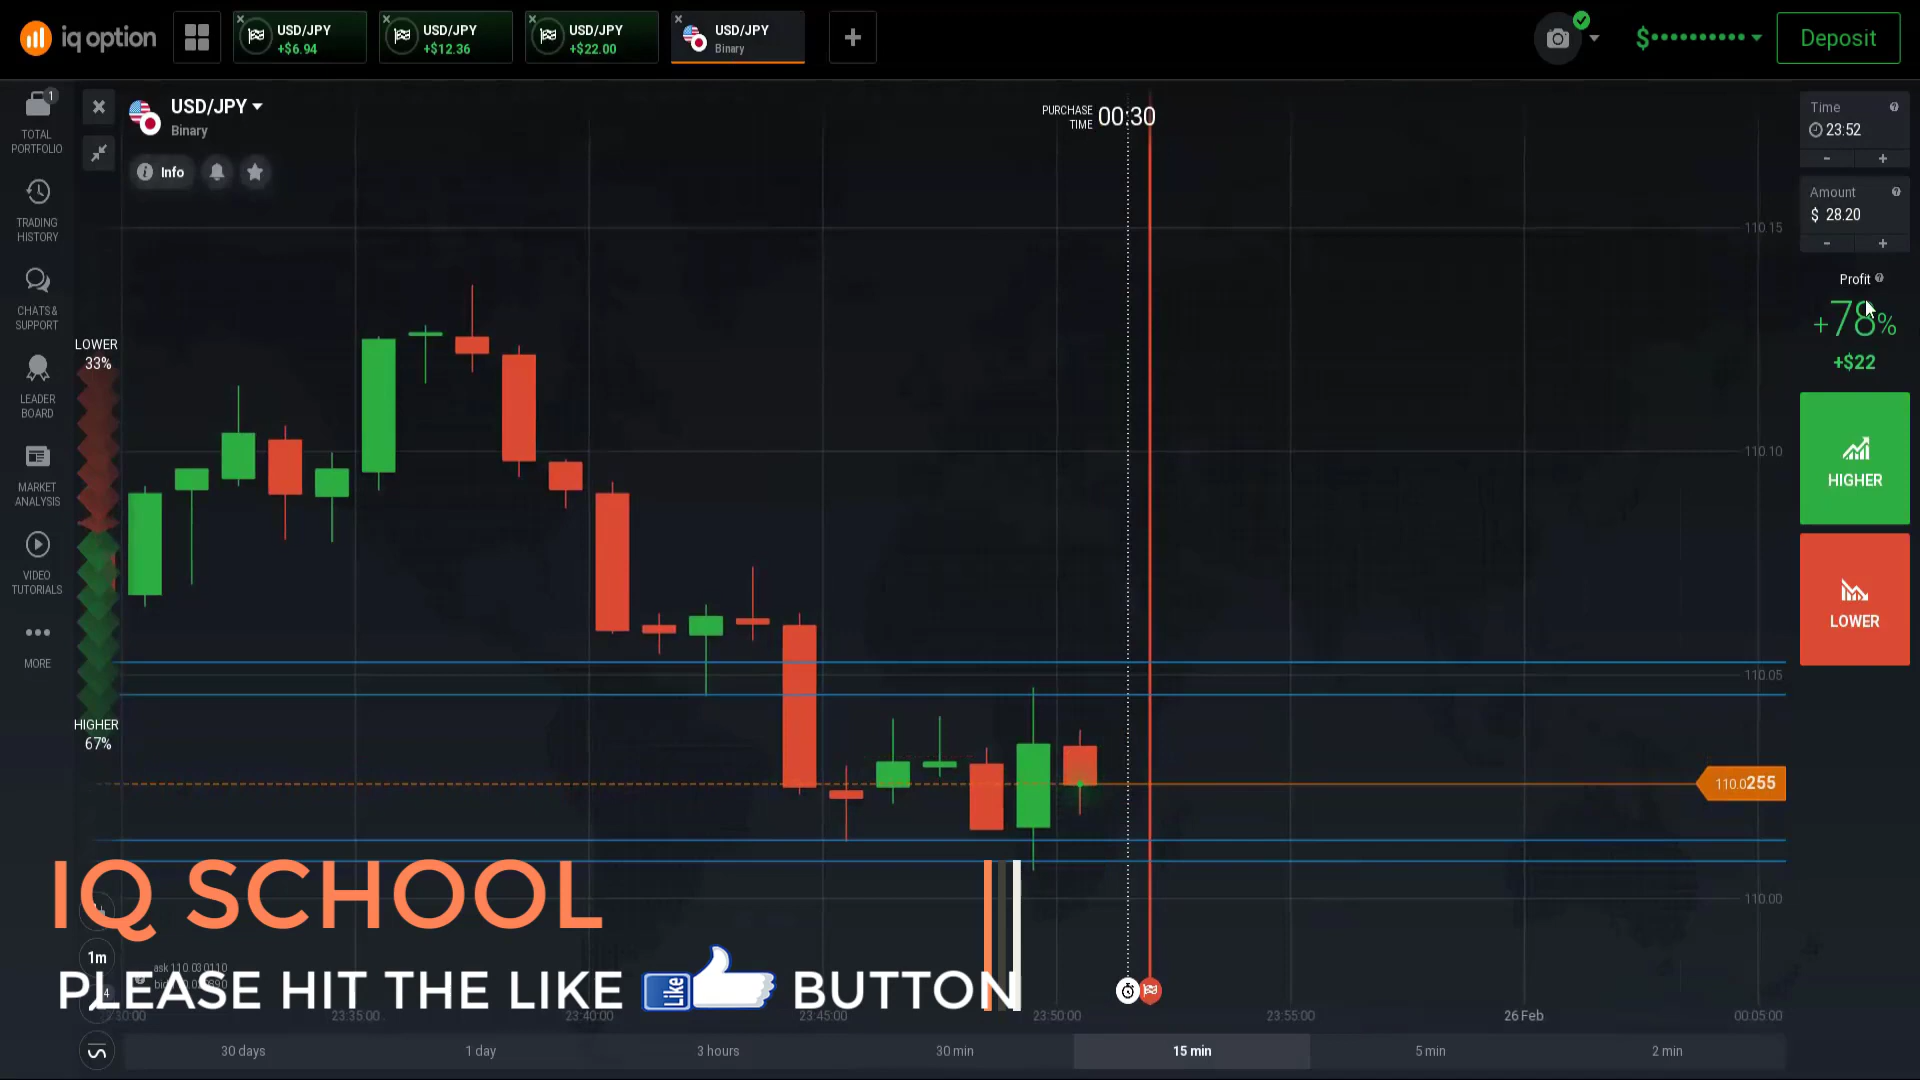 iq option
USD/JPY
+$6.94
USD/JPY
+$12.36
USD/JPY
+$22.00
USD/JPY
Binary
Deposit
1
TOTAL
PORTFOLIO
TRADING
HISTORY
CHATS &
SUPPORT
LEADER
BOARD
MARKET
ANALYSIS
VIDEO
TUTORIALS
MORE
USD/JPY
Binary
Info
PURCHASE
TIME
00:30
LOWER
33%
HIGHER
67%
Time
23:52
Amount
$ 28.20
Profit
+78%
+$22
HIGHER
LOWER
110.15
110.10
110.05
110.0255
110.00
IQ SCHOOL
1m
PLEASE HIT THE LIKE
Like
BUTTON
23:35:00
23:40:00
23:45:00
23:50:00
23:55:00
26 Feb
00:05:00
30 days
1 day
3 hours
30 min
15 min
5 min
2 min